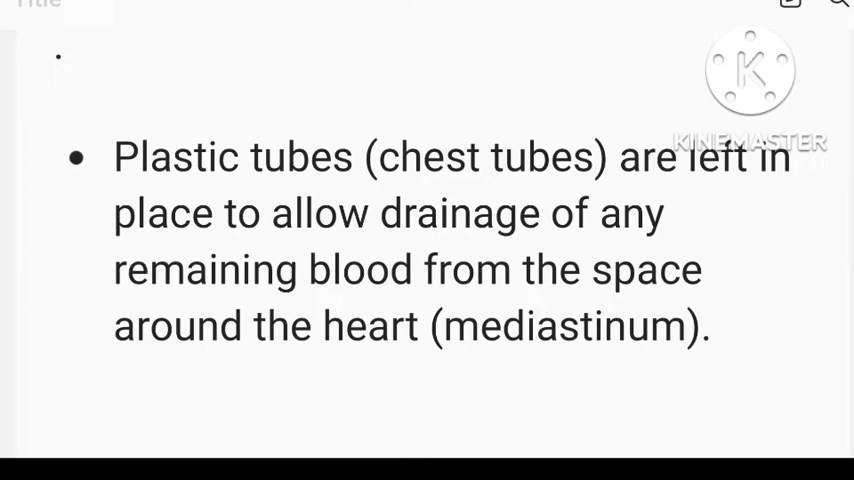 Title
K
KINEMASTER
• Plastic tubes (chest tubes) are left in
place to allow drainage of any
remaining blood from the space
around the heart (mediastinum).